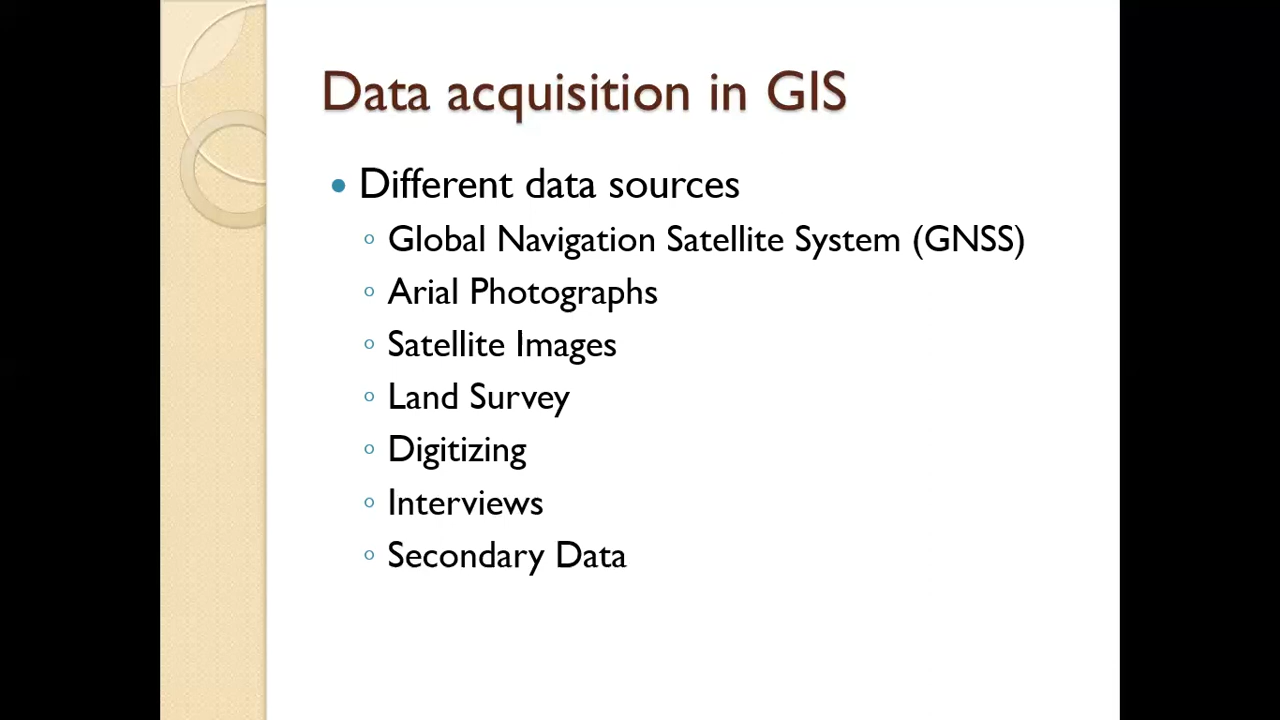 Data acquisition in GIS
• Different data sources
◦ Global Navigation Satellite System (GNSS)
◦ Arial Photographs
◦ Satellite Images
◦ Land Survey
◦ Digitizing
◦ Interviews
◦ Secondary Data